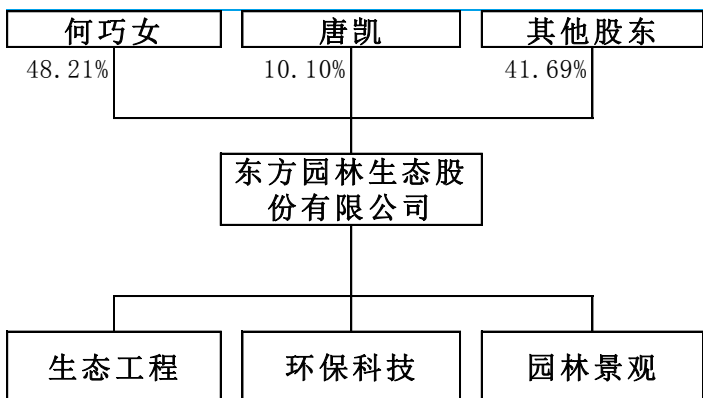 何巧女
唐凯
其他股东
48.21%
10.10%
41.69%
东方园林生态股
份有限公司
生态工程
环保科技
园林景观